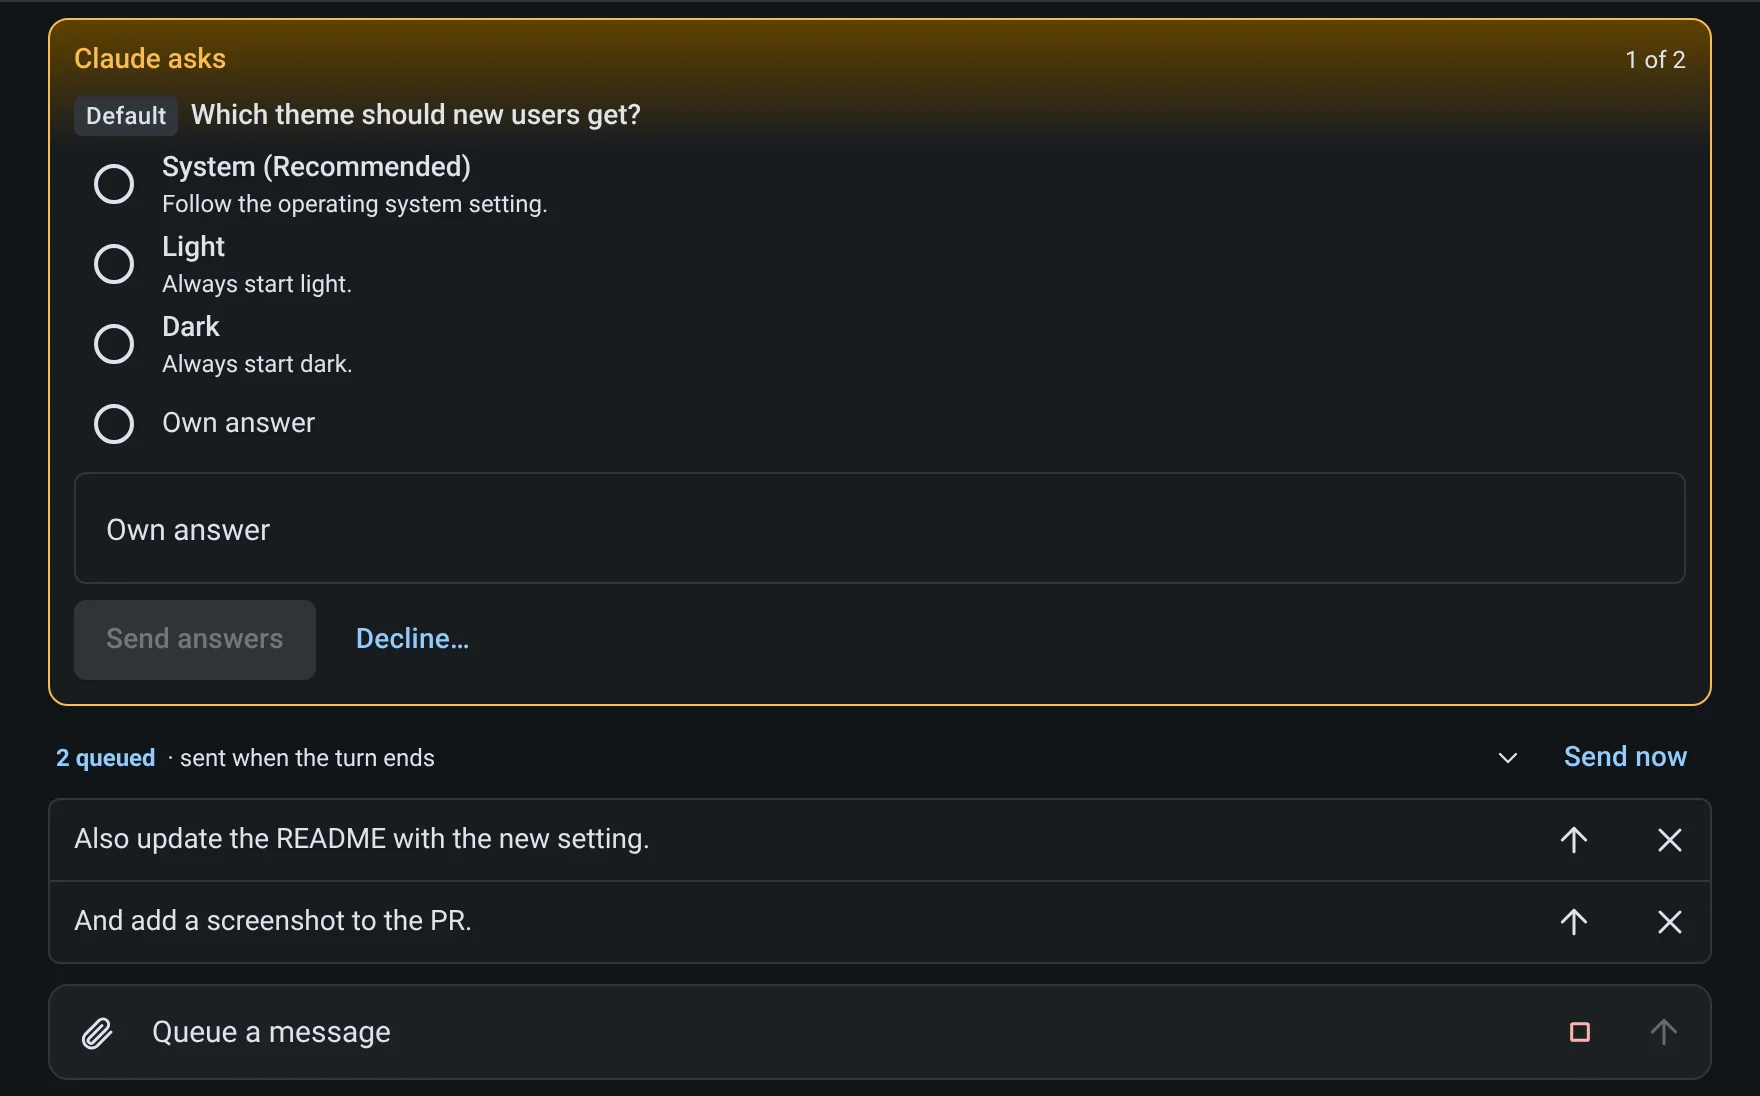 Claude asks
1 of 2
Default Which theme should new users get?
System (Recommended)
Follow the operating system setting.
Light
Always start light.
Dark
Always start dark.
Own answer
Own answer
Send answers Decline…
2 queued · sent when the turn ends
Send now
Also update the README with the new setting.
And add a screenshot to the PR.
Queue a message